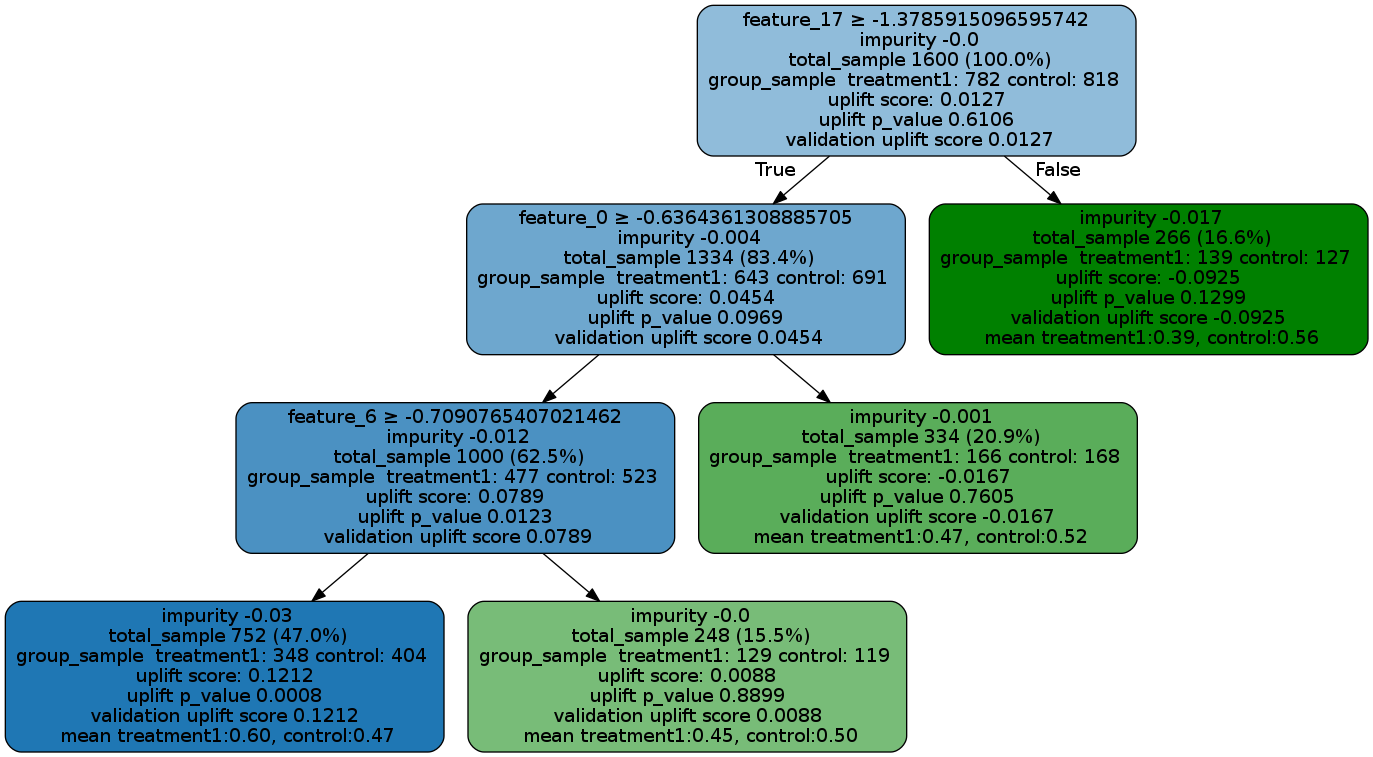 feature_17 ≥ -1.3785915096595742
impurity -0.0
total_sample 1600 (100.0%)
group_sample  treatment1: 782 control: 818
uplift score: 0.0127
uplift p_value 0.6106
validation uplift score 0.0127
True
False
feature_0 ≥ -0.6364361308885705
impurity -0.004
total_sample 1334 (83.4%)
group_sample  treatment1: 643 control: 691
uplift score: 0.0454
uplift p_value 0.0969
validation uplift score 0.0454
impurity -0.017
total_sample 266 (16.6%)
group_sample  treatment1: 139 control: 127
uplift score: -0.0925
uplift p_value 0.1299
validation uplift score -0.0925
mean treatment1:0.39, control:0.56
feature_6 ≥ -0.7090765407021462
impurity -0.012
total_sample 1000 (62.5%)
group_sample  treatment1: 477 control: 523
uplift score: 0.0789
uplift p_value 0.0123
validation uplift score 0.0789
impurity -0.001
total_sample 334 (20.9%)
group_sample  treatment1: 166 control: 168
uplift score: -0.0167
uplift p_value 0.7605
validation uplift score -0.0167
mean treatment1:0.47, control:0.52
impurity -0.03
total_sample 752 (47.0%)
group_sample  treatment1: 348 control: 404
uplift score: 0.1212
uplift p_value 0.0008
validation uplift score 0.1212
mean treatment1:0.60, control:0.47
impurity -0.0
total_sample 248 (15.5%)
group_sample  treatment1: 129 control: 119
uplift score: 0.0088
uplift p_value 0.8899
validation uplift score 0.0088
mean treatment1:0.45, control:0.50